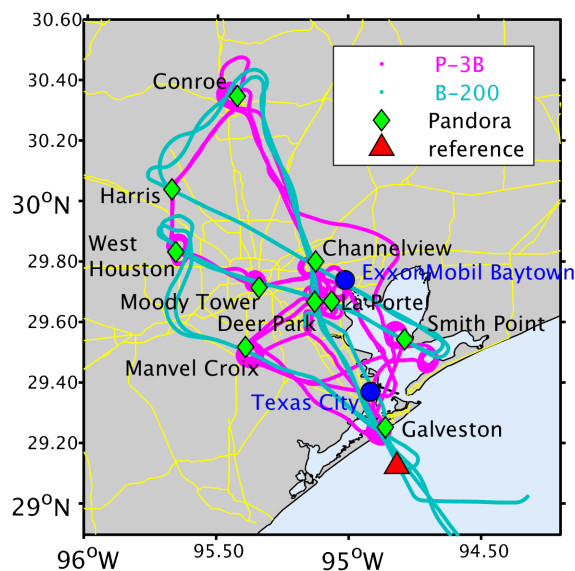 30.60
30.40
30.20
30°N
29.80
29.60
29.40
29.20
29°N
96°W
95.50
95°W
94.50
P-3B
B-200
Pandora
reference
Conroe
Harris
West
Houston
Channelview
ExxonMobil Baytown
Moody Tower
La Porte
Deer Park
Smith Point
Manvel Croix
Texas City
Galveston